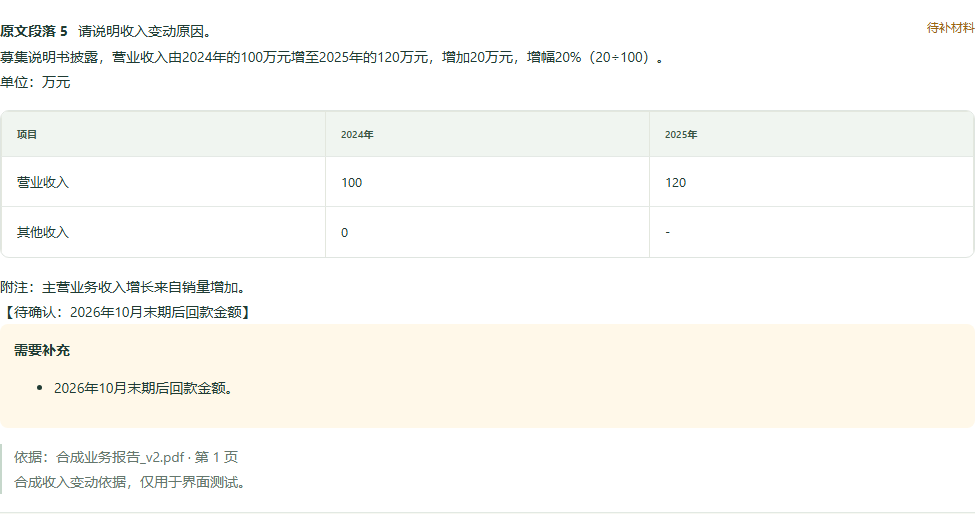 原文段落 5 请说明收入变动原因。
待补材料
募集说明书披露，营业收入由2024年的100万元增至2025年的120万元，增加20万元，增幅20%（20÷100）。
单位：万元
项目 2024年 2025年
营业收入 100 120
其他收入 0 -
附注：主营业务收入增长来自销量增加。
【待确认：2026年10月末期后回款金额】
需要补充
• 2026年10月末期后回款金额。
依据：合成业务报告_v2.pdf · 第 1 页
合成收入变动依据，仅用于界面测试。